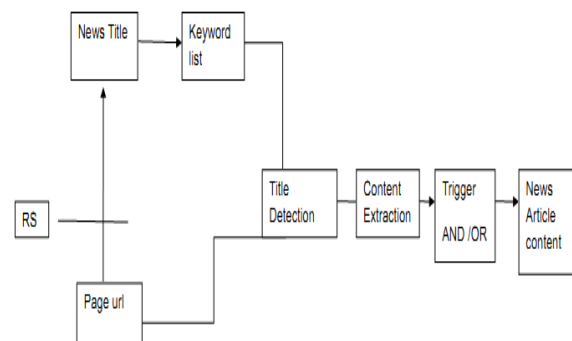 News Title
Keyword
list
Title
Detection
Content
Extraction
Trigger
AND /OR
News
Article
content
RS
Page url